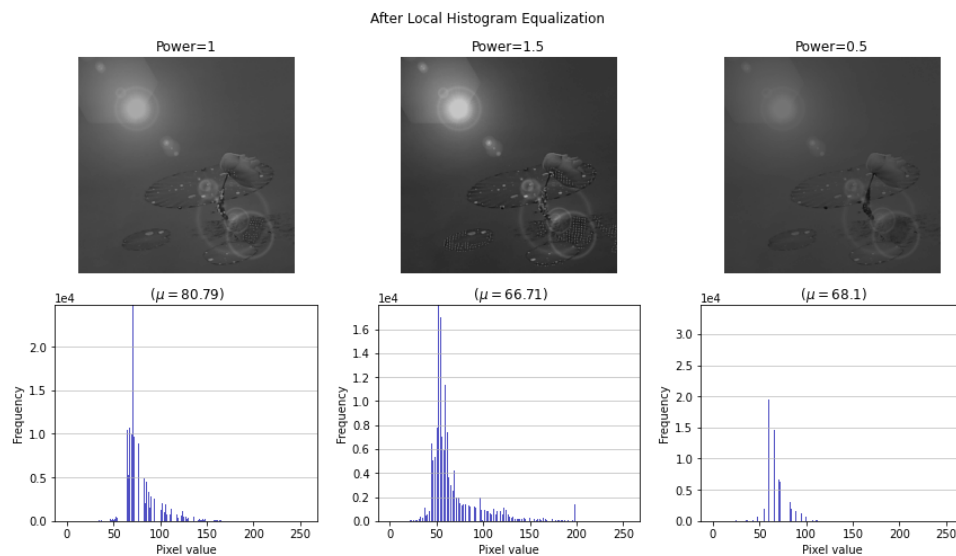 After Local Histogram Equalization
Power=1
Power=1.5
Power=0.5
(μ = 80.79)
(μ = 66.71)
(μ = 68.1)
1e4
2.0
1.5
1.0
0.5
0.0
Frequency
0 50 100 150 200 250
Pixel value
1e4
1.6
1.4
1.2
1.0
0.8
0.6
0.4
0.2
0.0
Frequency
0 50 100 150 200 250
Pixel value
1e4
3.0
2.5
2.0
1.5
1.0
0.5
0.0
Frequency
0 50 100 150 200 250
Pixel value